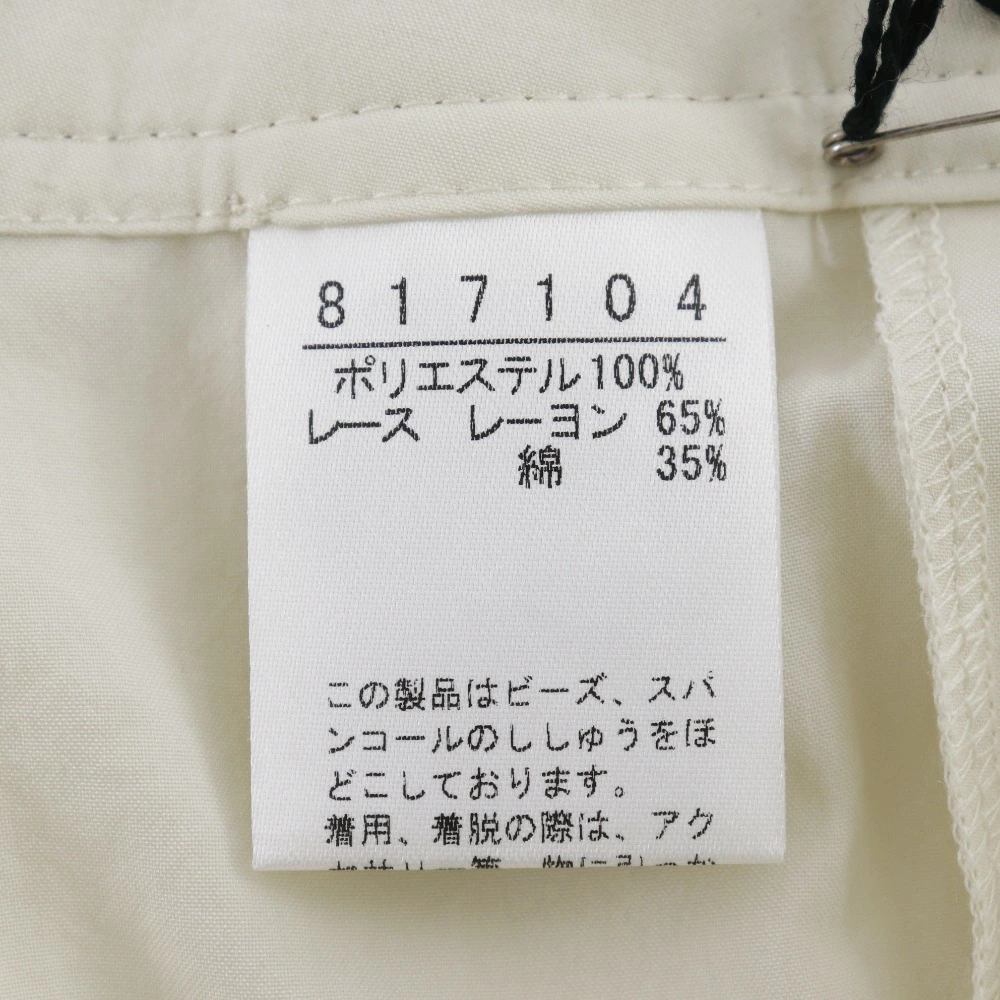 817104
ポリエステル100%
レース レーヨン 65%
綿 35%
この製品はビーズ、スパ
ンコールのししゅうをほ
どこしております。
着用、着脱の際は、アク